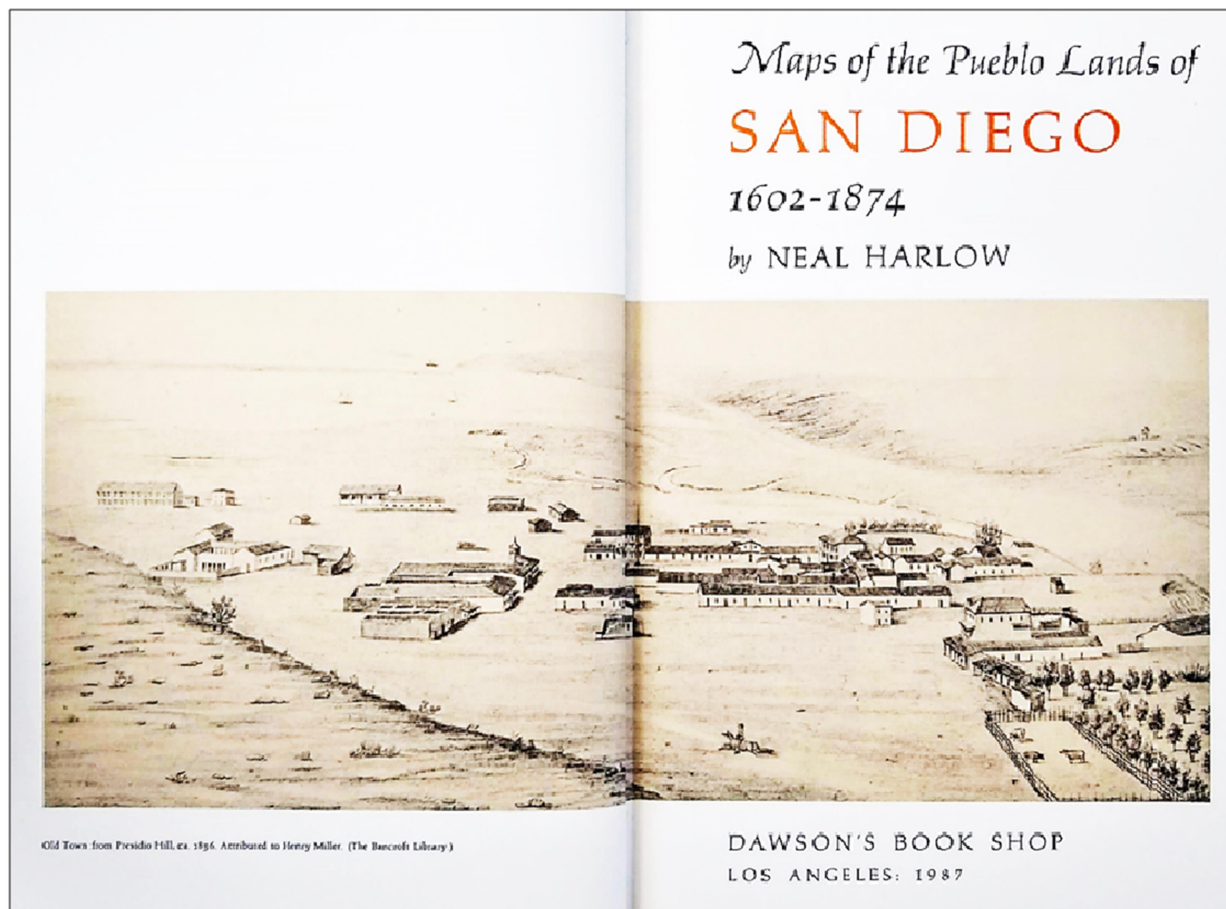 Maps of the Pueblo Lands of
SAN DIEGO
1602-1874
by NEAL HARLOW
Old Town from Presidio Hill, ca. 1856. Attributed to Henry Miller. (The Bancroft Library.)
DAWSON'S BOOK SHOP
LOS ANGELES: 1987